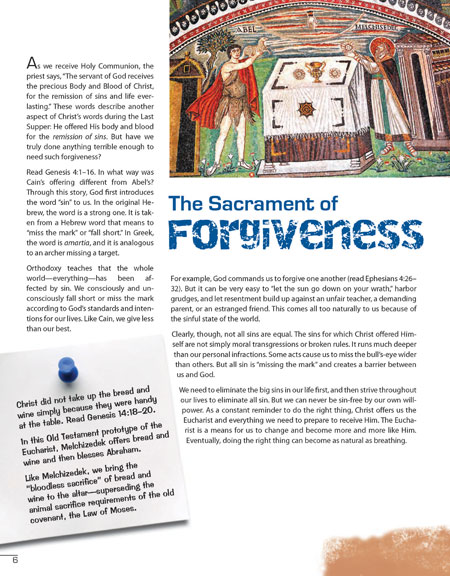 ABEL
MELCHISEDEC
As we receive Holy Communion, the
priest says, “The servant of God receives
the precious Body and Blood of Christ,
for the remission of sins and life ever-
lasting.” These words describe another
aspect of Christ’s words during the Last
Supper: He offered His body and blood
for the remission of sins. But have we
truly done anything terrible enough to
need such forgiveness?
Read Genesis 4:1–16. In what way was
Cain’s offering different from Abel’s?
Through this story, God first introduces
the word “sin” to us. In the original He-
brew, the word is a strong one. It is tak-
en from a Hebrew word that means to
“miss the mark” or “fall short.” In Greek,
the word is amartia, and it is analogous
to an archer missing a target.
Orthodoxy teaches that the whole
world—everything—has been af-
fected by sin. We consciously and un-
consciously fall short or miss the mark
according to God’s standards and inten-
tions for our lives. Like Cain, we give less
than our best.
The Sacrament of
Forgiveness
For example, God commands us to forgive one another (read Ephesians 4:26–
32). But it can be very easy to “let the sun go down on your wrath,” harbor
grudges, and let resentment build up against an unfair teacher, a demanding
parent, or an estranged friend. This comes all too naturally to us because of
the sinful state of the world.
Clearly, though, not all sins are equal. The sins for which Christ offered Him-
self are not simply moral transgressions or broken rules. It runs much deeper
than our personal infractions. Some acts cause us to miss the bull’s-eye wider
than others. But all sin is “missing the mark” and creates a barrier between
us and God.
We need to eliminate the big sins in our life first, and then strive throughout
our lives to eliminate all sin. But we can never be sin-free by our own will-
power. As a constant reminder to do the right thing, Christ offers us the
Eucharist and everything we need to prepare to receive Him. The Eucha-
rist is a means for us to change and become more and more like Him.
Eventually, doing the right thing can become as natural as breathing.
Christ did not take up the bread and
wine simply because they were handy
at the table. Read Genesis 14:18–20.
In this Old Testament prototype of the
Eucharist, Melchizedek offers bread and
wine and then blesses Abraham.
Like Melchizedek, we bring the
“bloodless sacrifice” of bread and
wine to the altar—superseding the
animal sacrifice requirements of the old
covenant, the Law of Moses.
6